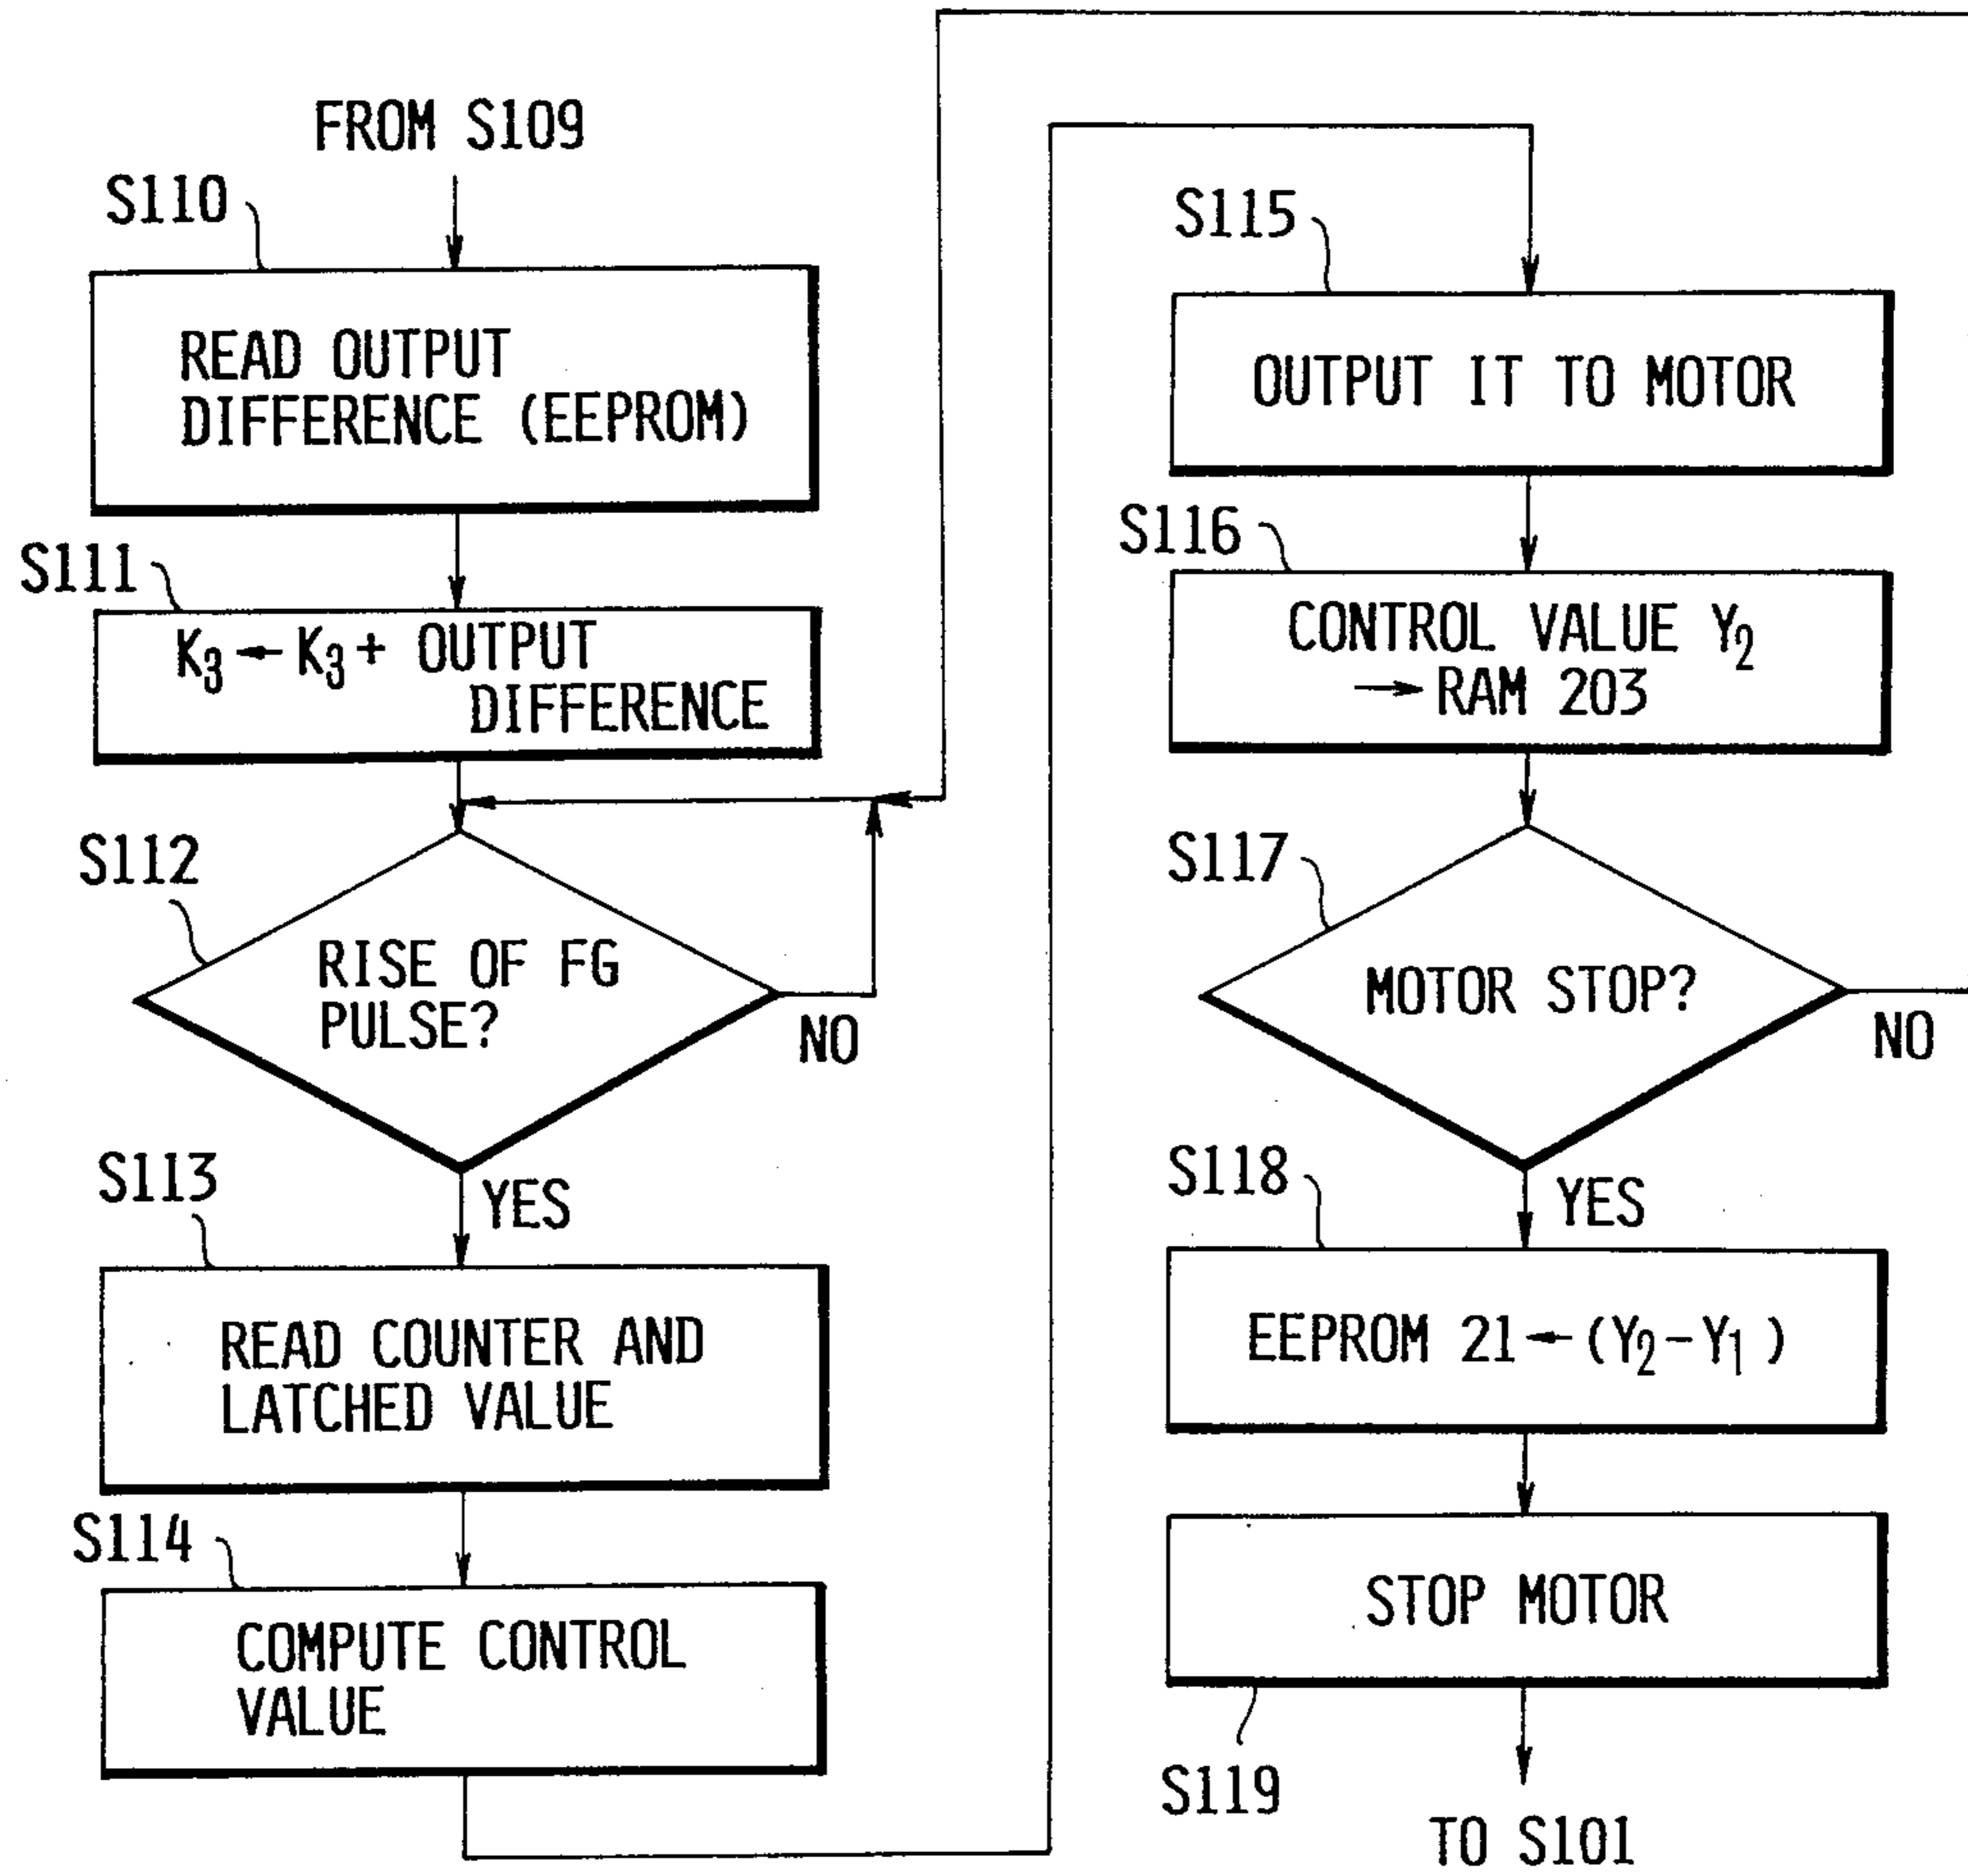 FROM S109
S110
READ OUTPUT
DIFFERENCE (EEPROM)
S111
K₃ ← K₃ + OUTPUT
DIFFERENCE
S112
RISE OF FG
PULSE?
NO
YES
S113
READ COUNTER AND
LATCHED VALUE
S114
COMPUTE CONTROL
VALUE
S115
OUTPUT IT TO MOTOR
S116
CONTROL VALUE Y₂
→ RAM 203
S117
MOTOR STOP?
NO
YES
S118
EEPROM 21 ← (Y₂ – Y₁)
STOP MOTOR
S119
TO S101